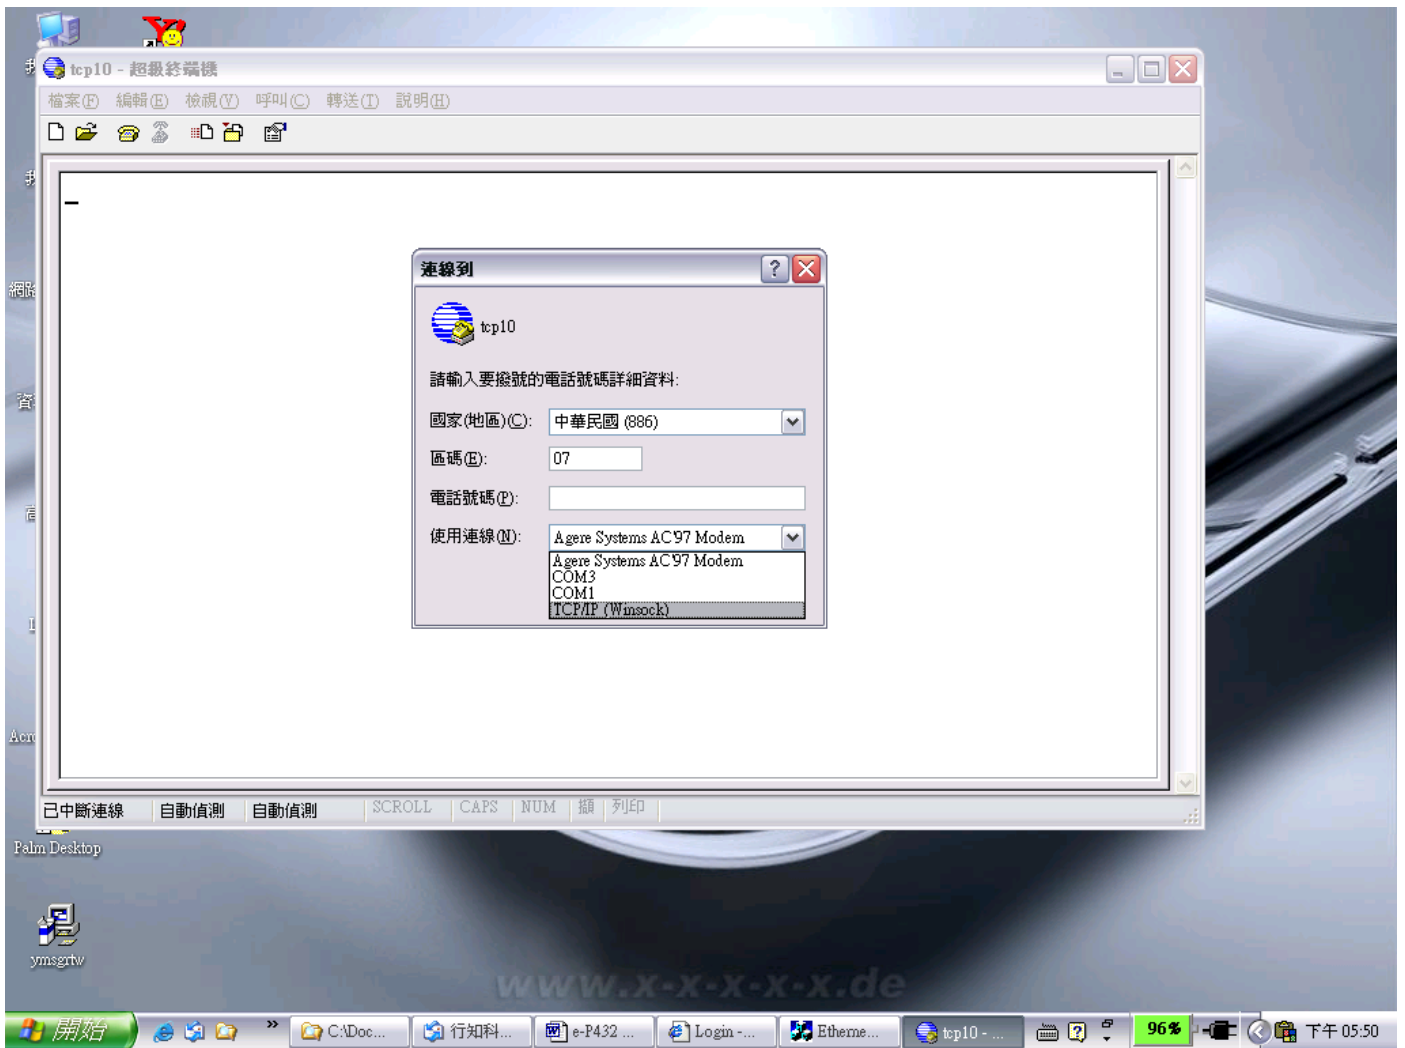 tcp10 - 超級終端機
檔案(F) 編輯(E) 檢視(V) 呼叫(C) 轉送(T) 說明(H)
連線到
tcp10
請輸入要撥號的電話號碼詳細資料:
國家(地區)(C): 中華民國 (886)
區碼(E): 07
電話號碼(P):
使用連線(N): Agere Systems AC'97 Modem
Agere Systems AC'97 Modem
COM3
COM1
TCP/IP (Winsock)
已中斷連線 自動偵測 自動偵測 SCROLL CAPS NUM 擷 列印
Palm Desktop
ymsgrtw
www.x-x-x-x-x.de
開始 » C:\Doc... 行知科... e-P432 ... Login -... Etherne... tcp10 - ... 96% 下午 05:50